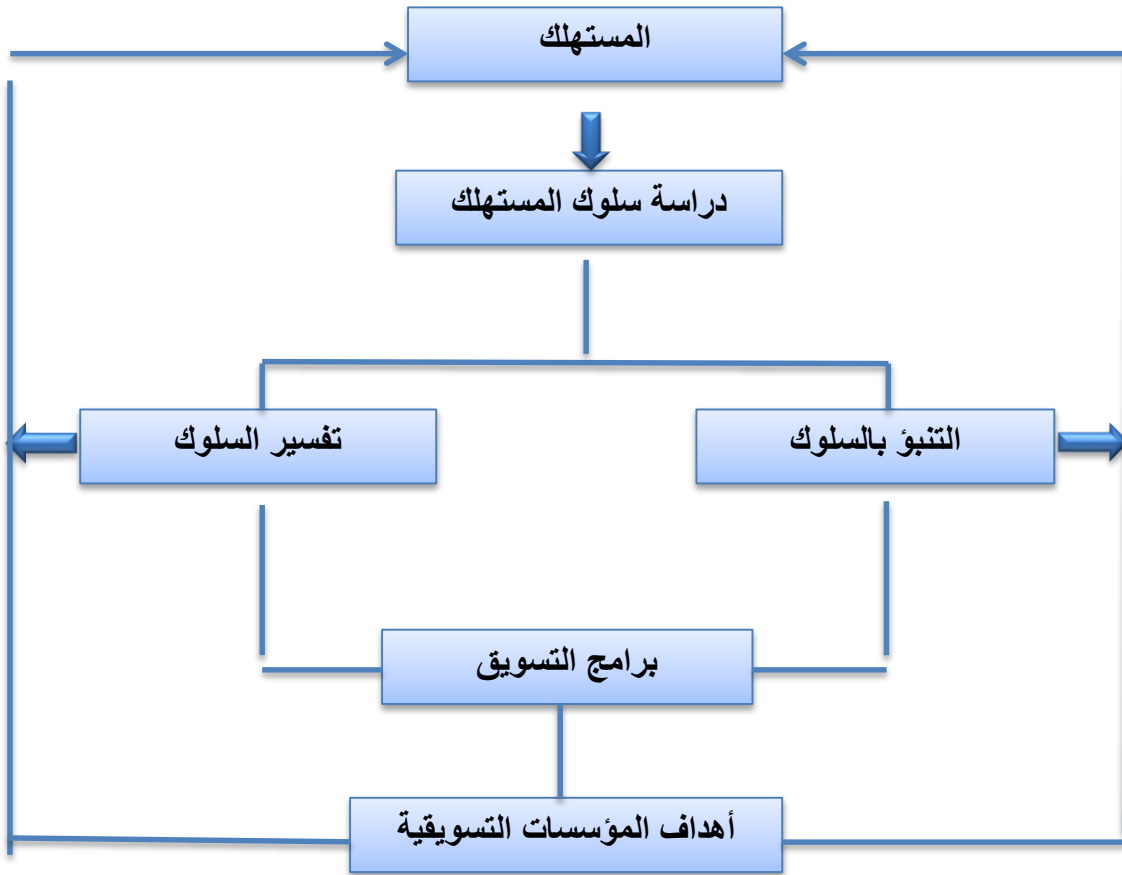 المستهلك
دراسة سلوك المستهلك
التنبؤ بالسلوك
تفسير السلوك
برامج التسويق
أهداف المؤسسات التسويقية